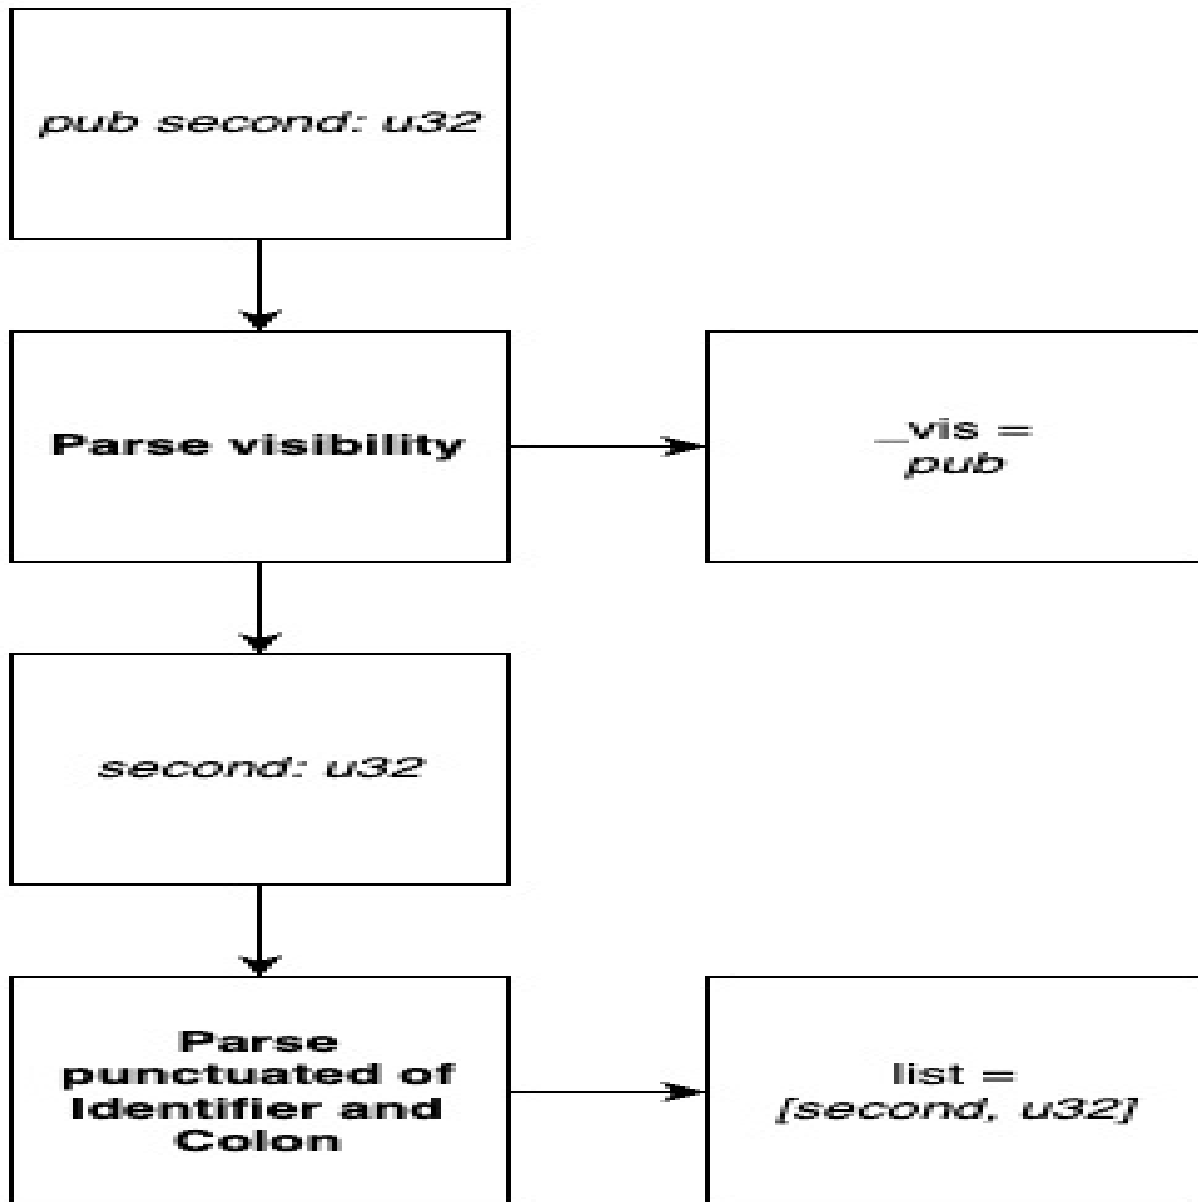 pub second: u32
Parse visibility
_vis =
pub
second: u32
Parse
punctuated of
Identifier and
Colon
list =
[second, u32]